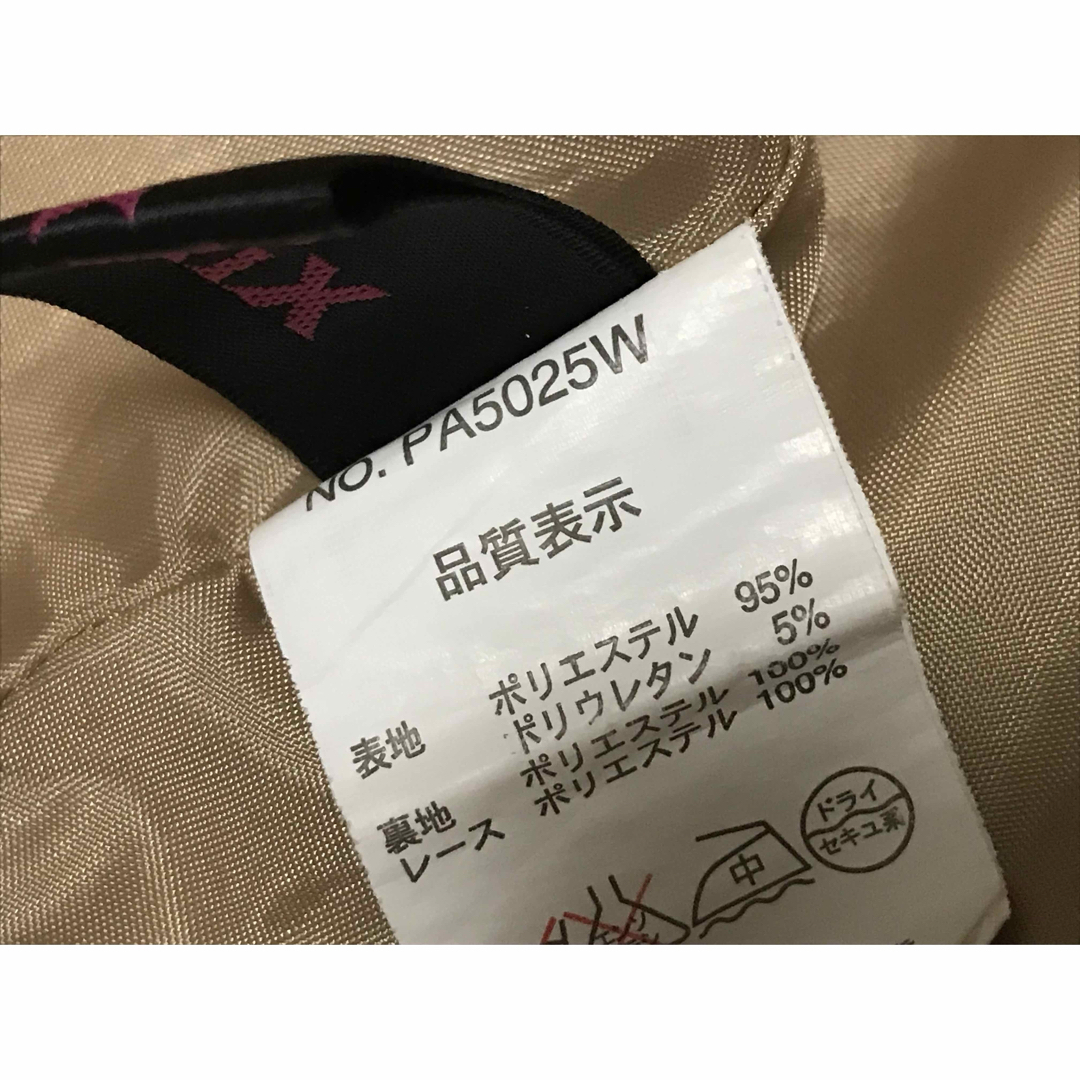 NO. PA5025W
品質表示
表地 ポリエステル 95%
ポリウレタン 5%
裏地 ポリエステル 100%
レース ポリエステル 100%
ドライ
セキユ系
中